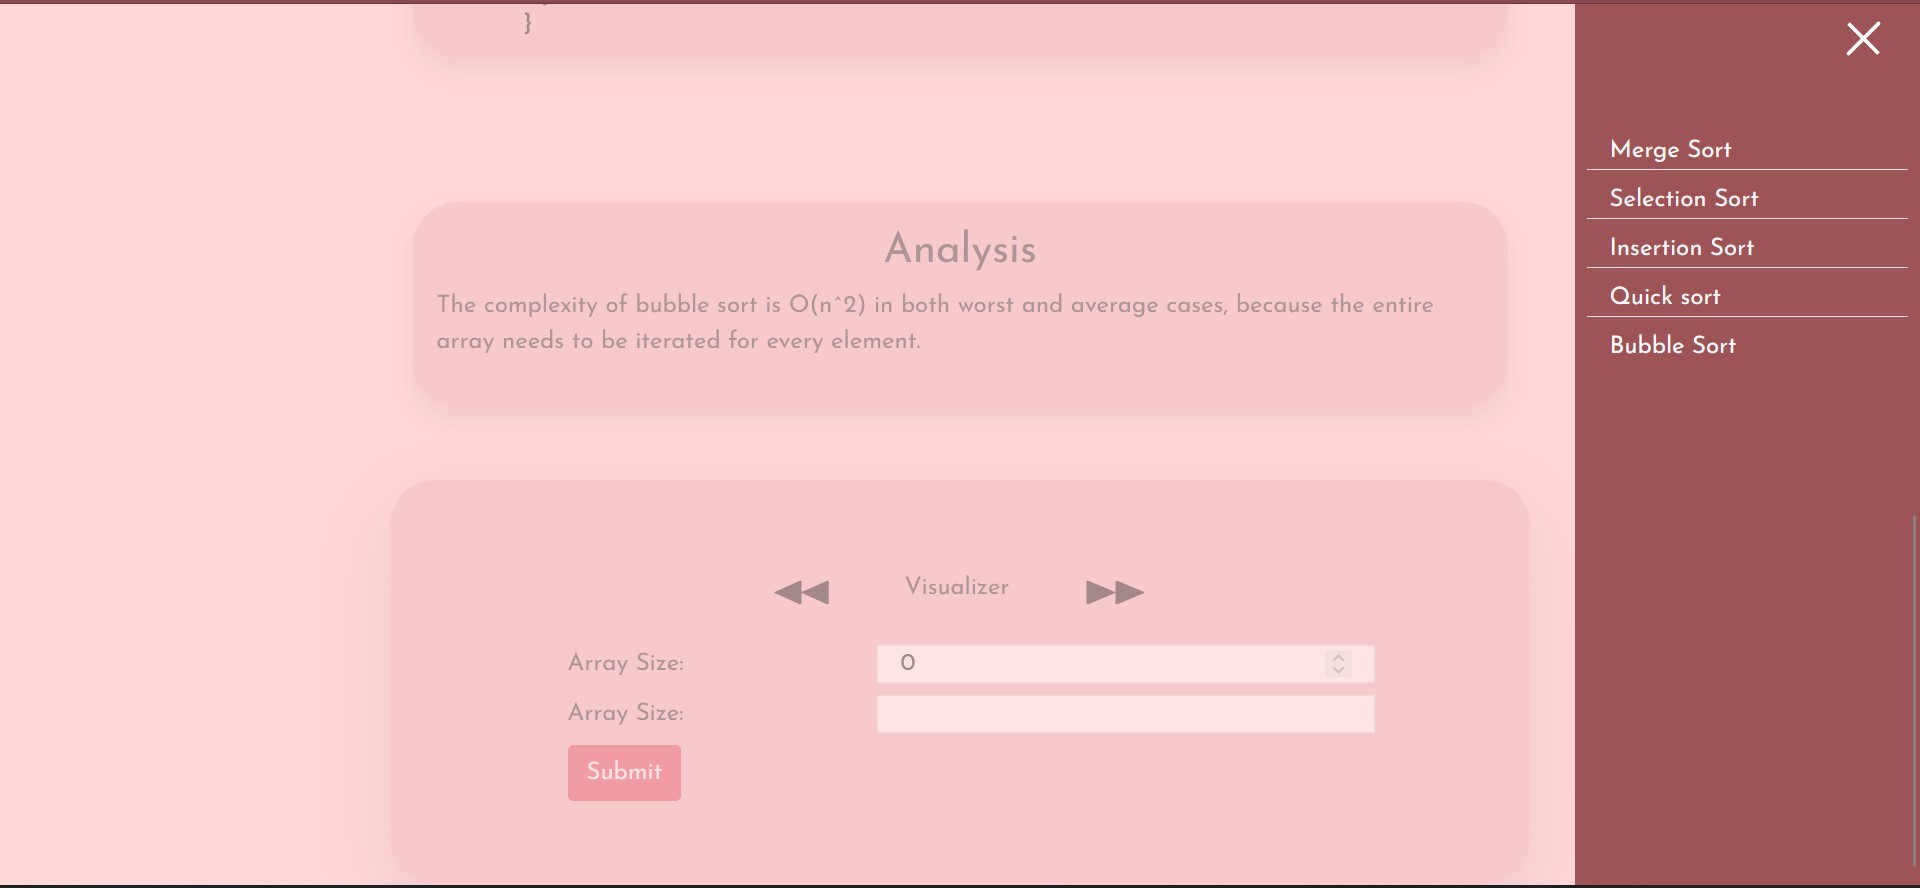 }
Analysis
The complexity of bubble sort is O(n^2) in both worst and average cases, because the entire
array needs to be iterated for every element.
Visualizer
Array Size:
0
Array Size:
Submit
Merge Sort
Selection Sort
Insertion Sort
Quick sort
Bubble Sort